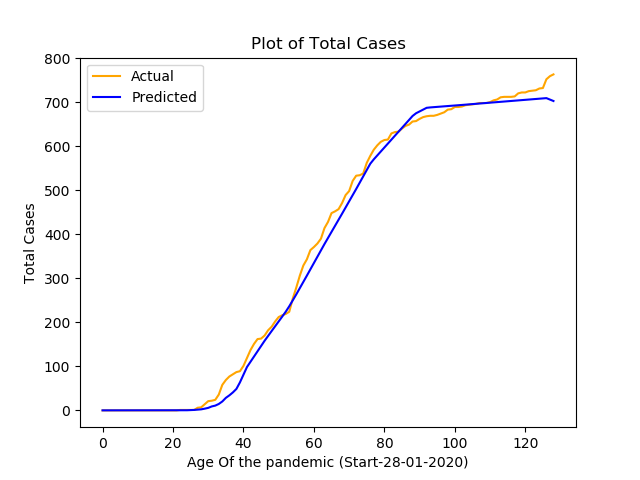 Plot of Total Cases
Actual
Predicted
800
700
600
500
400
300
200
100
0
Total Cases
0 20 40 60 80 100 120
Age Of the pandemic (Start-28-01-2020)